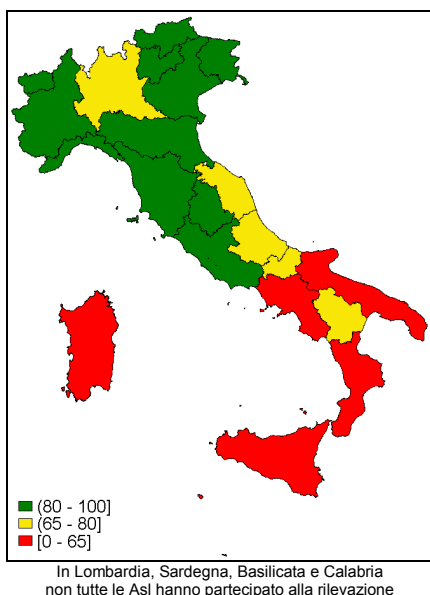 (80 - 100]
(65 - 80]
[0 - 65]
In Lombardia, Sardegna, Basilicata e Calabria
non tutte le Asl hanno partecipato alla rilevazione